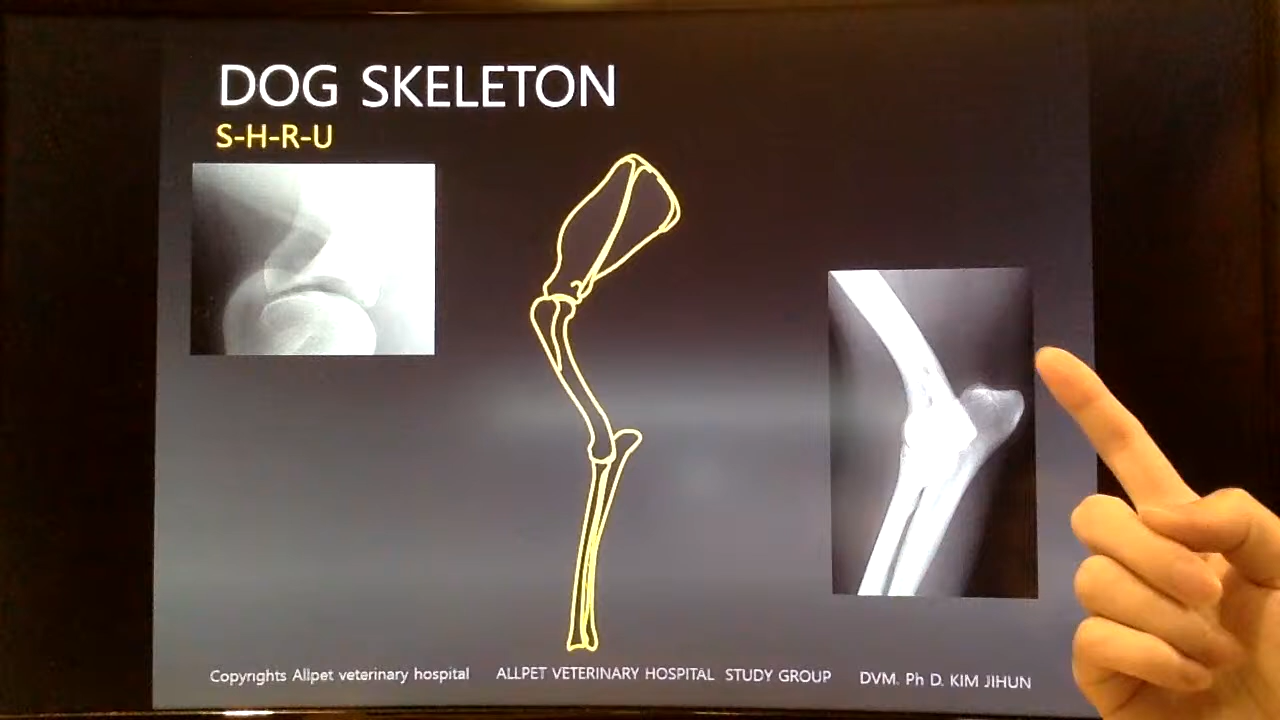 DOG SKELETON
S-H-R-U
Copyrights Allpet veterinary hospital
ALLPET VETERINARY HOSPITAL STUDY GROUP
DVM. Ph D. KIM JIHUN